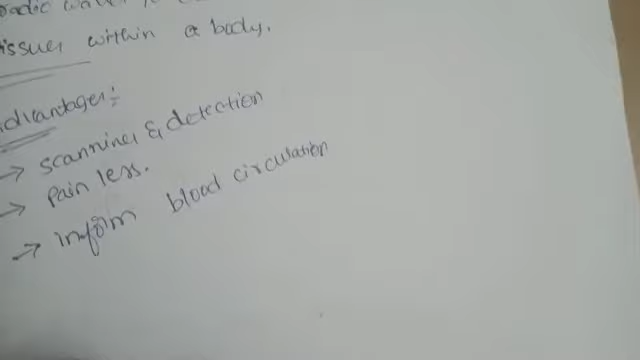 tissues within a body.
Advantages :-
→ scanning & detection
→ Pain less.
→ Inform blood circulation